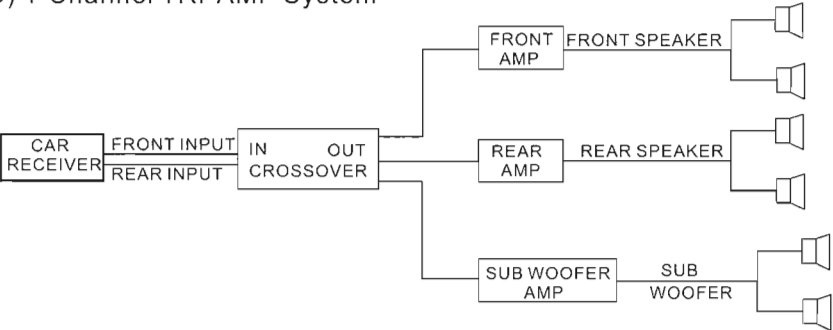 FRONT
AMP
FRONT SPEAKER
CAR
RECEIVER
FRONT INPUT
REAR INPUT
IN OUT
CROSSOVER
REAR
AMP
REAR SPEAKER
SUB WOOFER
AMP
SUB
WOOFER